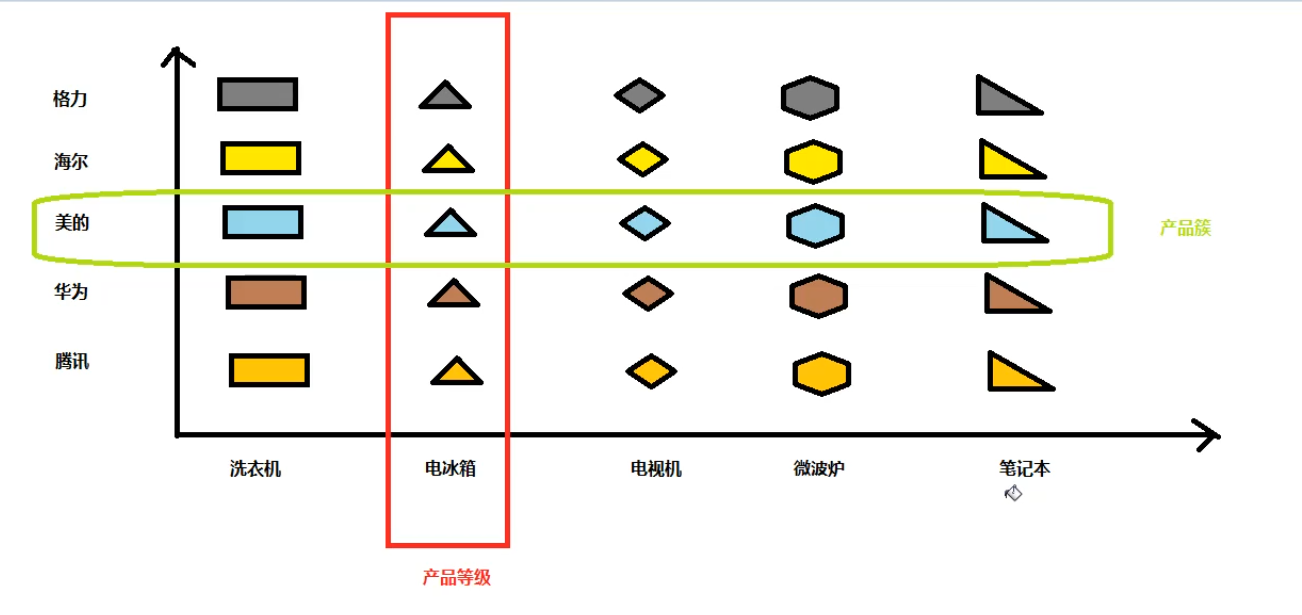 格力
海尔
美的
产品簇
华为
腾讯
洗衣机
电冰箱
电视机
微波炉
笔记本
产品等级